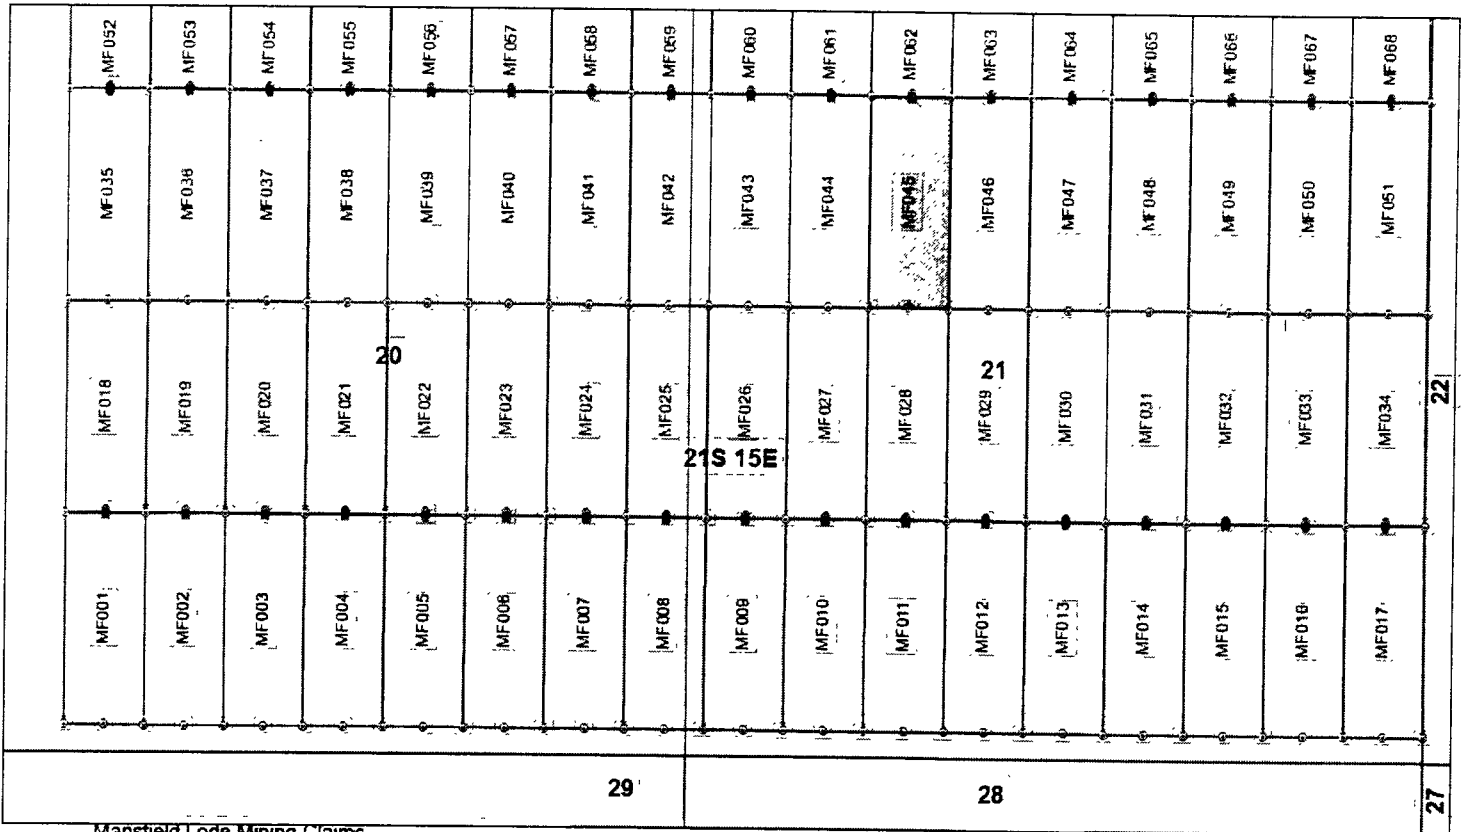 MF052 MF053 MF054 MF055 MF056 MF057 MF058 MF059 MF060 MF061 MF062 MF063 MF064 MF065 MF066 MF067 MF068
MF035 MF036 MF037 MF038 MF039 MF040 MF041 MF042 MF043 MF044 MF045 MF046 MF047 MF048 MF049 MF050 MF051
20
21
22
MF018 MF019 MF020 MF021 MF022 MF023 MF024 MF025 MF026 MF027 MF028 MF029 MF030 MF031 MF032 MF033 MF034
21S 15E
MF001 MF002 MF003 MF004 MF005 MF006 MF007 MF008 MF009 MF010 MF011 MF012 MF013 MF014 MF015 MF016 MF017
29
28
27
Mansfield Lode Mining Claims